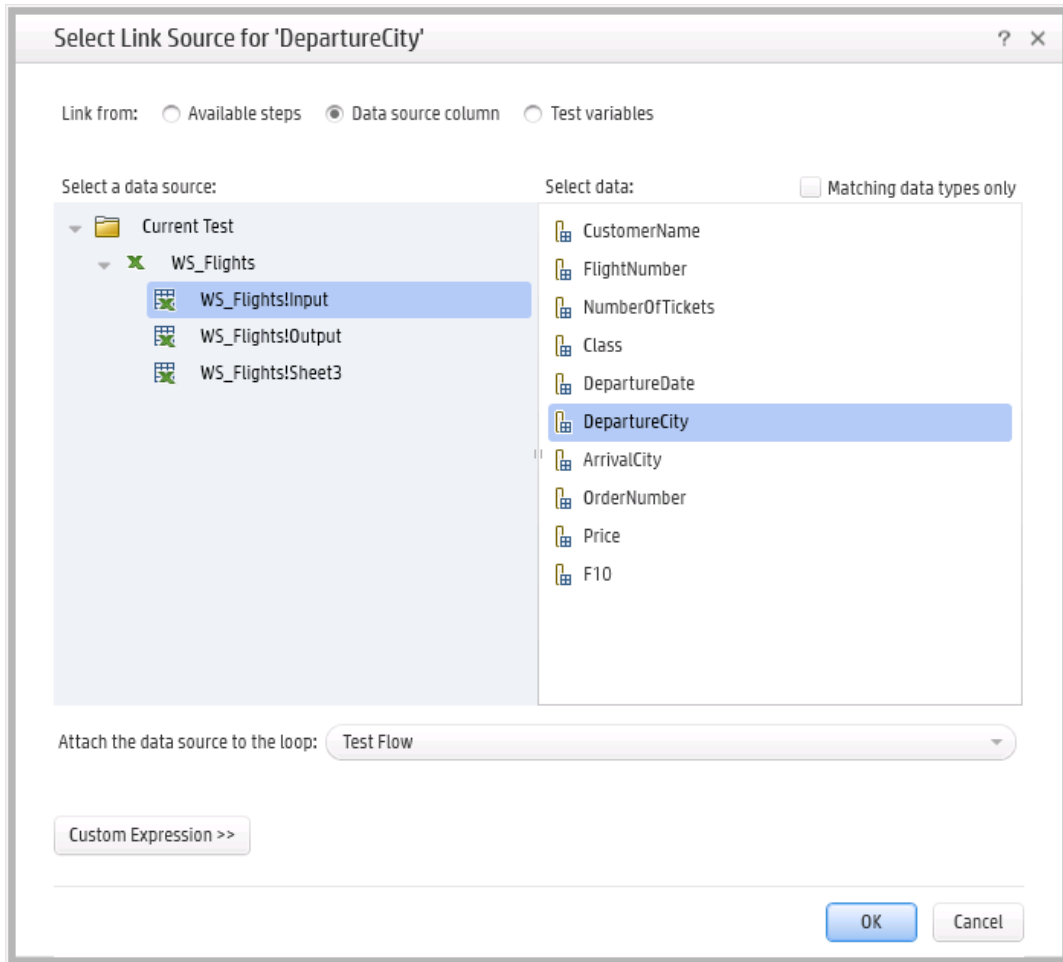 Select Link Source for 'DepartureCity' ? ×
Link from: Available steps Data source column Test variables
Select a data source:
Current Test
WS_Flights
WS_Flights!Input
WS_Flights!Output
WS_Flights!Sheet3
Select data: Matching data types only
CustomerName
FlightNumber
NumberOfTickets
Class
DepartureDate
DepartureCity
ArrivalCity
OrderNumber
Price
F10
Attach the data source to the loop: Test Flow
Custom Expression >>
OK Cancel